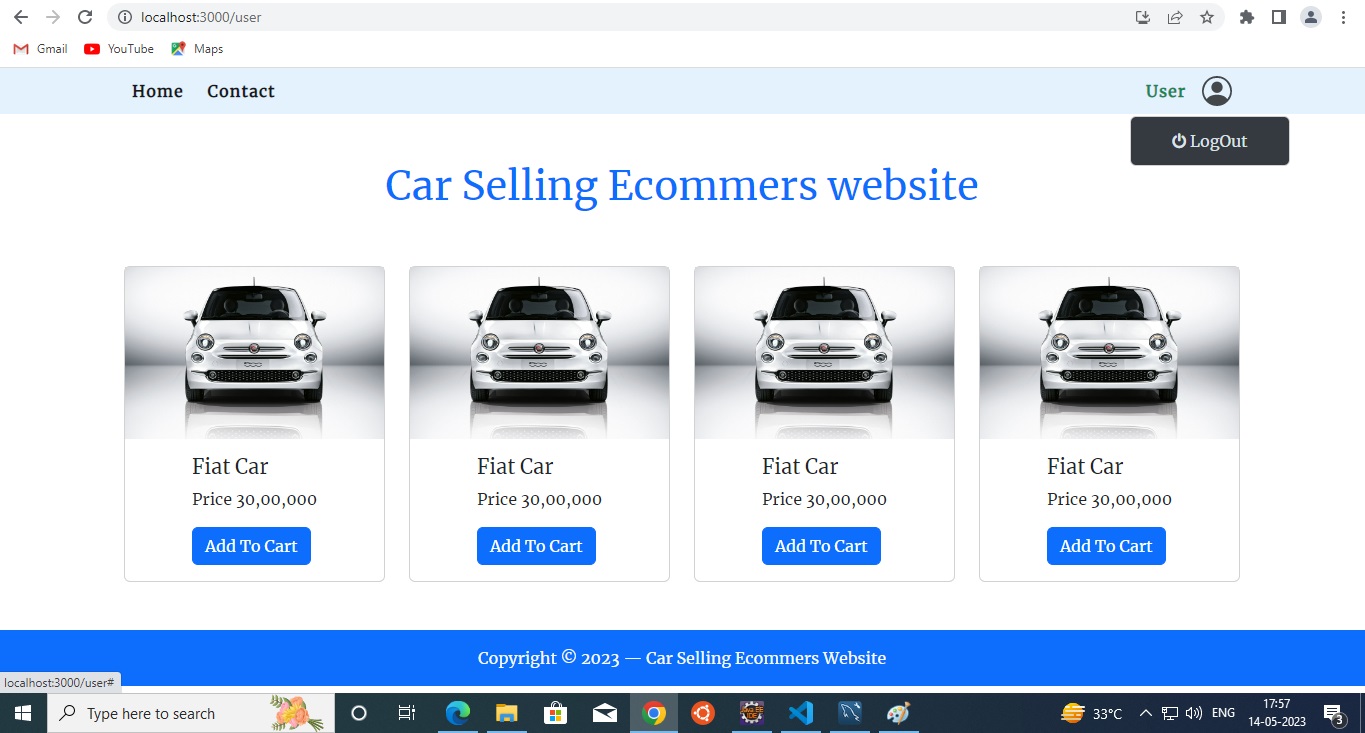 localhost:3000/user
Gmail YouTube Maps
Home Contact User
LogOut
Car Selling Ecommers website
Fiat Car Fiat Car Fiat Car Fiat Car
Price 30,00,000 Price 30,00,000 Price 30,00,000 Price 30,00,000
Add To Cart Add To Cart Add To Cart Add To Cart
Copyright © 2023 — Car Selling Ecommers Website
localhost:3000/user#
Type here to search 33°C ENG 17:57
14-05-2023 3